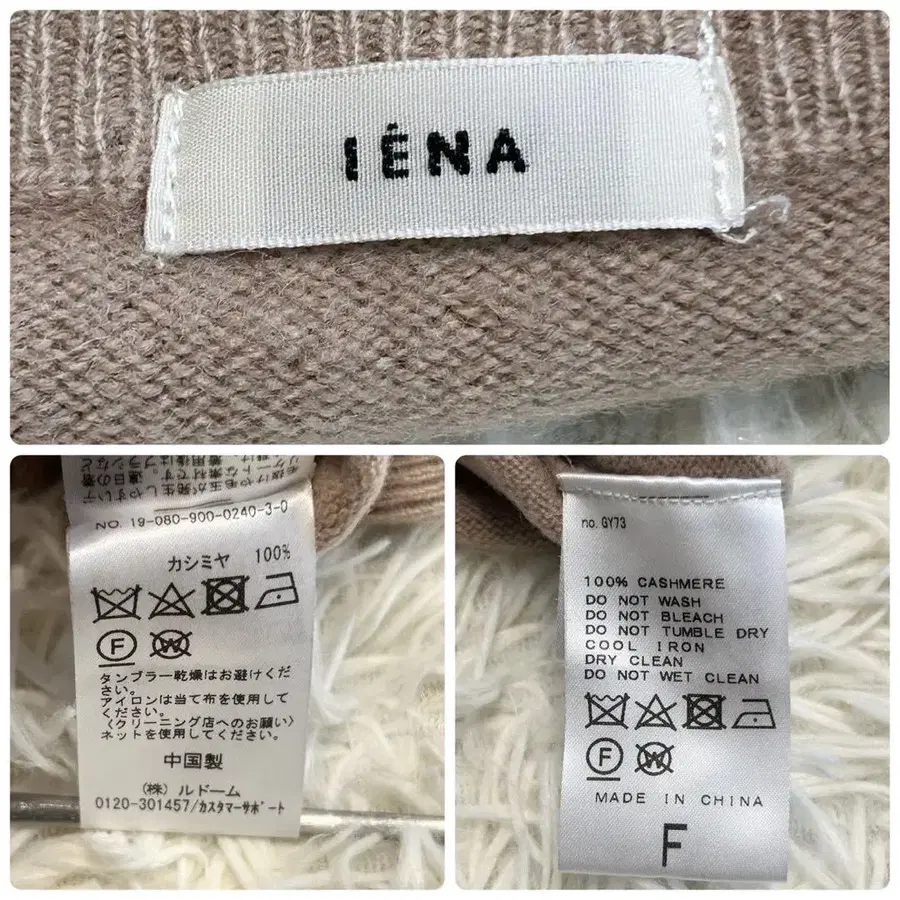 IÉNA
NO. 19-080-900-0240-3-0
カシミヤ 100%
F
W
タンブラー乾燥はお避けくだ
さい。
アイロンは当て布を使用して
ください。
〈クリーニング店へのお願い〉
ネットを使用してください。
中国製
(株) ルドーム
0120-301457/カスタマーサポート
no. GY73
100% CASHMERE
DO NOT WASH
DO NOT BLEACH
DO NOT TUMBLE DRY
COOL IRON
DRY CLEAN
DO NOT WET CLEAN
F
W
MADE IN CHINA
F